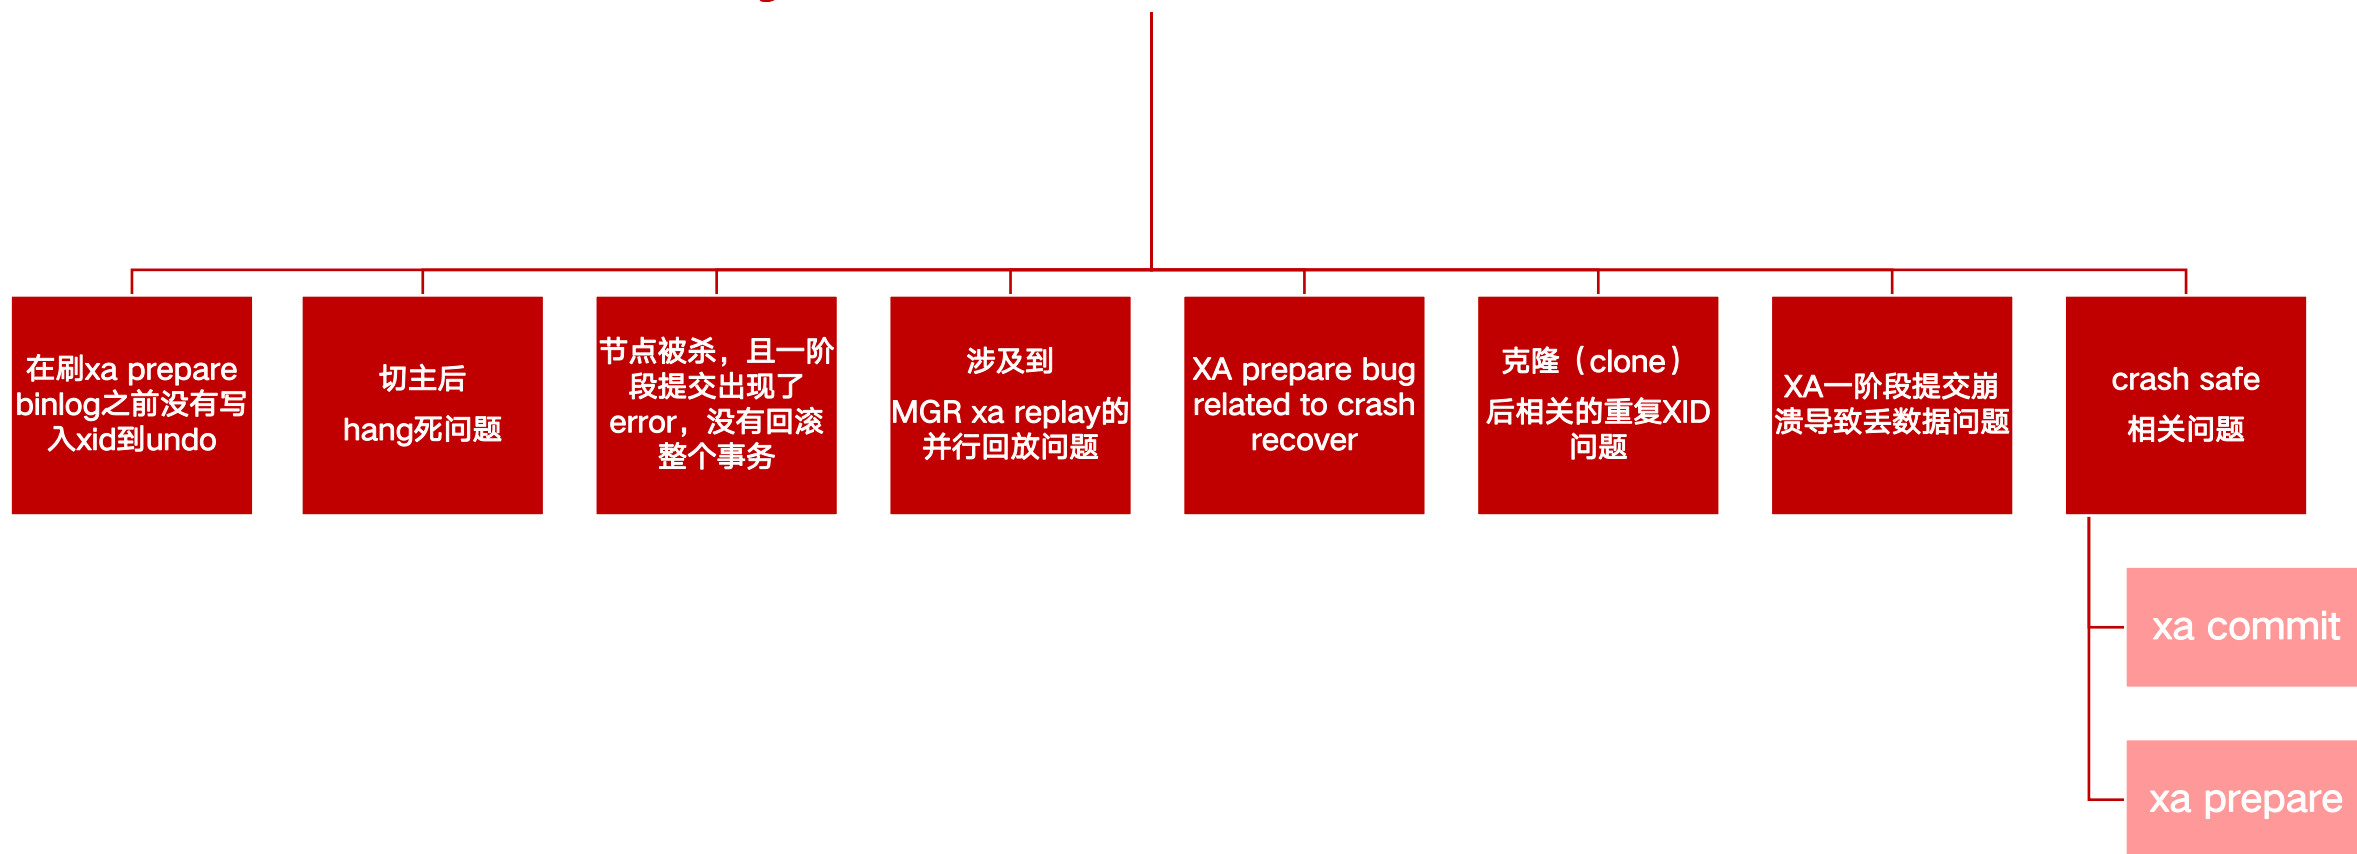 在刷xa prepare
binlog之前没有写
入xid到undo
切主后
hang死问题
节点被杀，且一阶
段提交出现了
error，没有回滚
整个事务
涉及到
MGR xa replay的
并行回放问题
XA prepare bug
related to crash
recover
克隆（clone）
后相关的重复XID
问题
XA一阶段提交崩
溃导致丢数据问题
crash safe
相关问题
xa commit
xa prepare